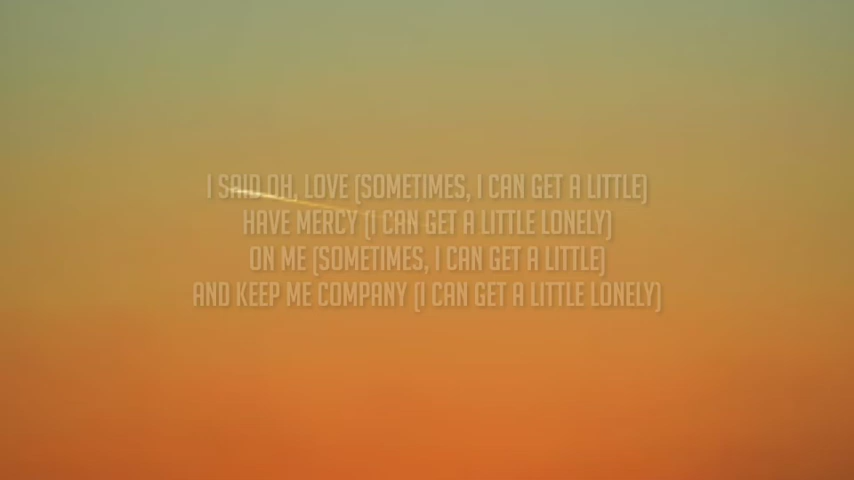 I SAID OH, LOVE (SOMETIMES, I CAN GET A LITTLE)
HAVE MERCY (I CAN GET A LITTLE LONELY)
ON ME (SOMETIMES, I CAN GET A LITTLE)
AND KEEP ME COMPANY (I CAN GET A LITTLE LONELY)